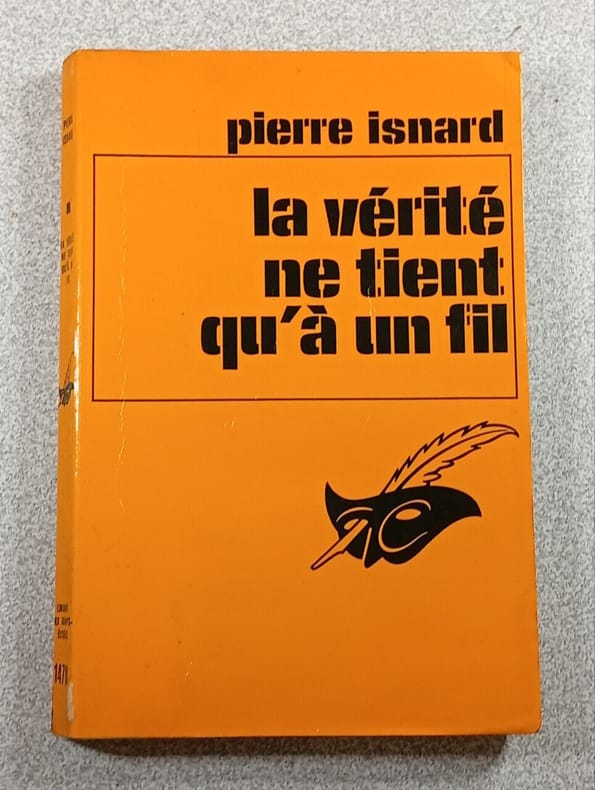 pierre isnard
la vérité
ne tient
qu'à un fil